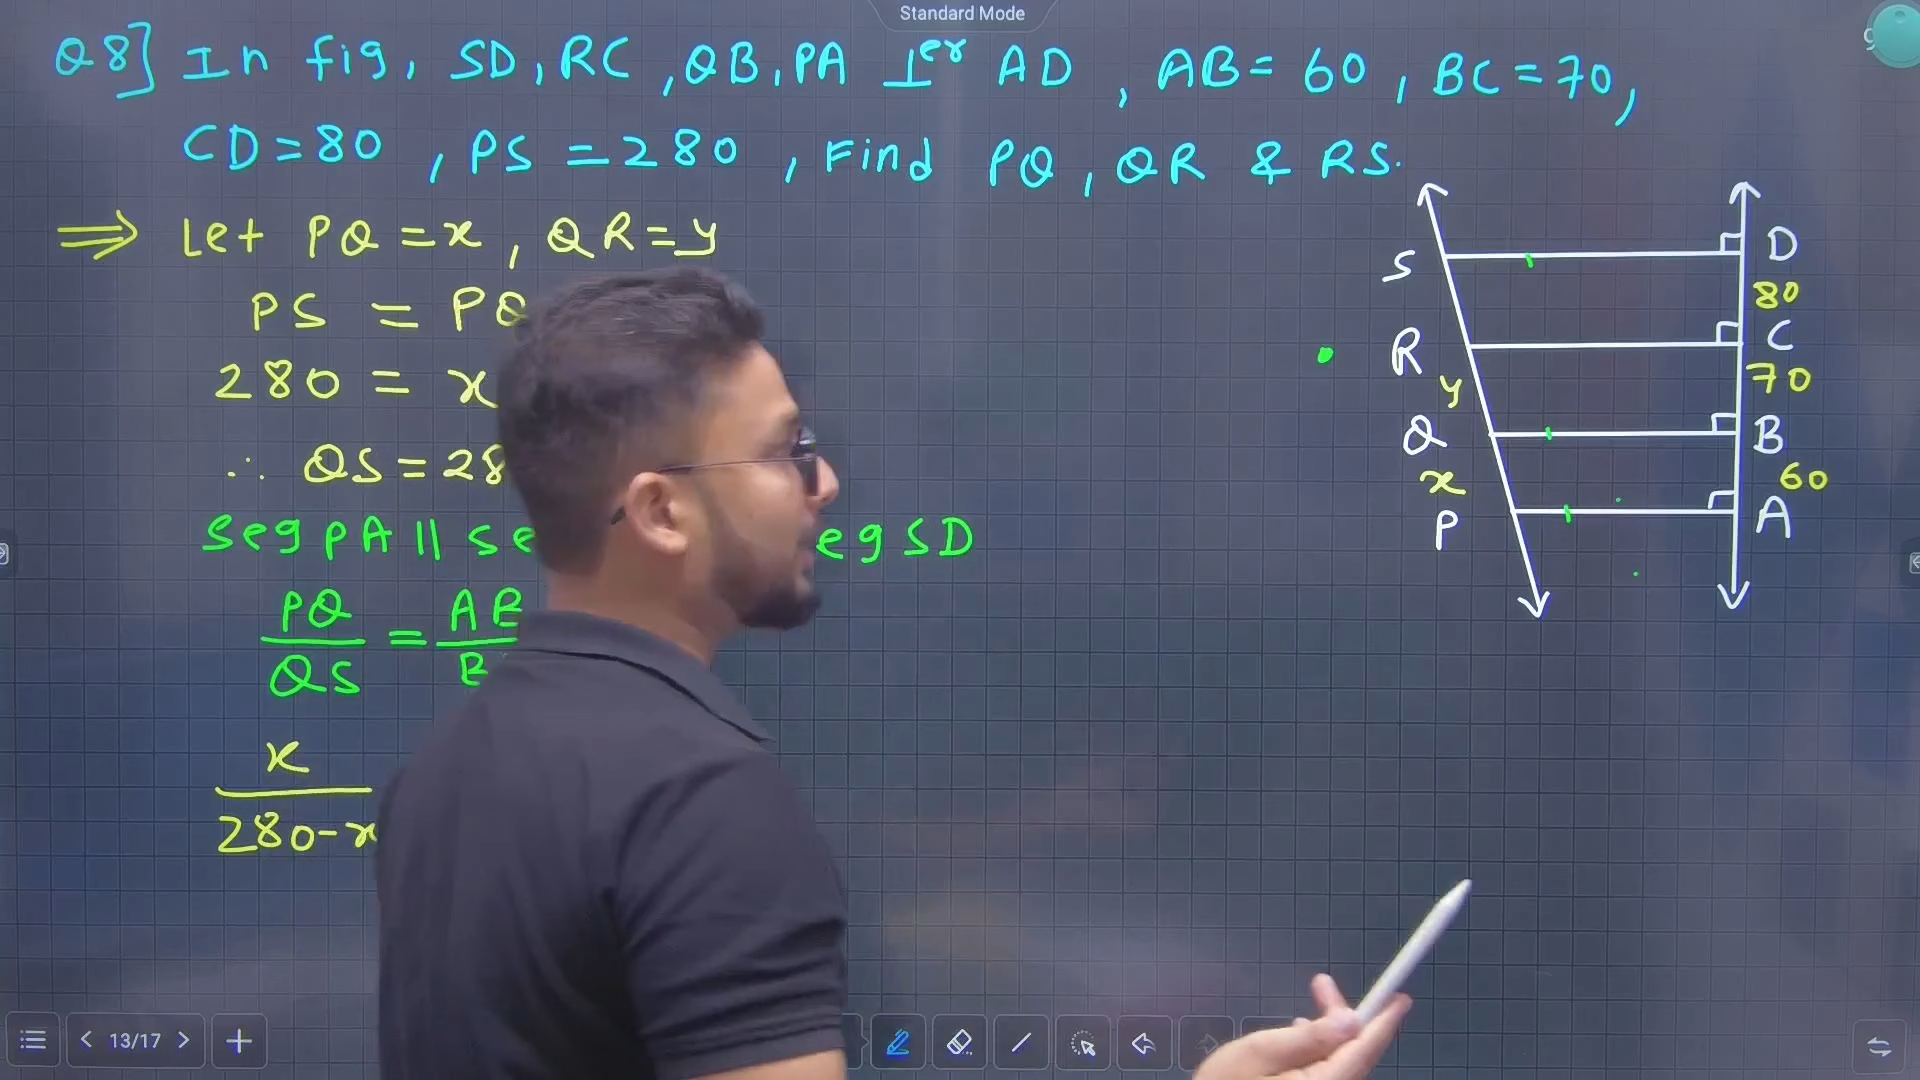 Standard Mode
Q8] In fig, SD, RC, QB, PA ⊥er AD, AB = 60, BC = 70,
CD = 80, PS = 280, Find PQ, QR & RS.
⇒ Let PQ = x, QR = y
PS = PQ
280 = x
∴ QS = 28
seg PA || se eg SD
PQ/QS = AB/B
x/280-x
S D
80
R C
70
y
Q B
x 60
P A
13/17